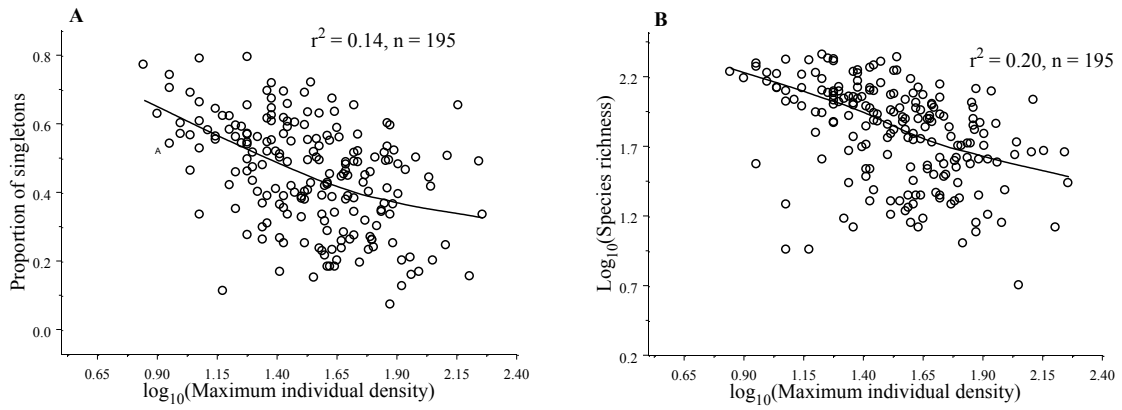 A
r² = 0.14, n = 195
Proportion of singletons
0.8
0.6
0.4
0.2
0.0
A
0.65 0.90 1.15 1.40 1.65 1.90 2.15 2.40
log₁₀(Maximum individual density)
B
r² = 0.20, n = 195
Log₁₀(Species richness)
2.2
1.7
1.2
0.7
0.2
0.65 0.90 1.15 1.40 1.65 1.90 2.15 2.40
log₁₀(Maximum individual density)